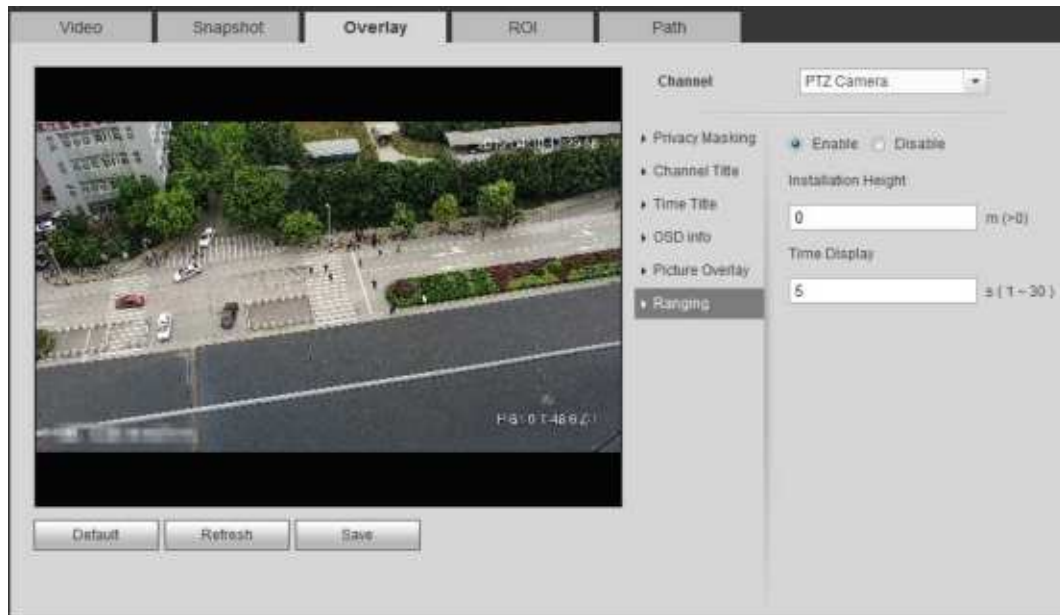 Video Snapshot Overlay ROI Path
Channel PTZ Camera
Privacy Masking
Channel Title
Time Title
OSD Info
Picture Overlay
Ranging
Enable Disable
Installation Height
0 m (>0)
Time Display
5 s ( 1 ~ 30 )
Default Refresh Save